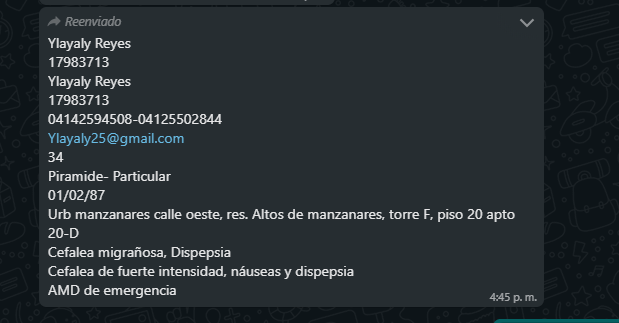 Reenviado
Ylayaly Reyes
17983713
Ylayaly Reyes
17983713
04142594508-04125502844
Ylayaly25@gmail.com
34
Piramide- Particular
01/02/87
Urb manzanares calle oeste, res. Altos de manzanares, torre F, piso 20 apto
20-D
Cefalea migrañosa, Dispepsia
Cefalea de fuerte intensidad, náuseas y dispepsia
AMD de emergencia
4:45 p. m.